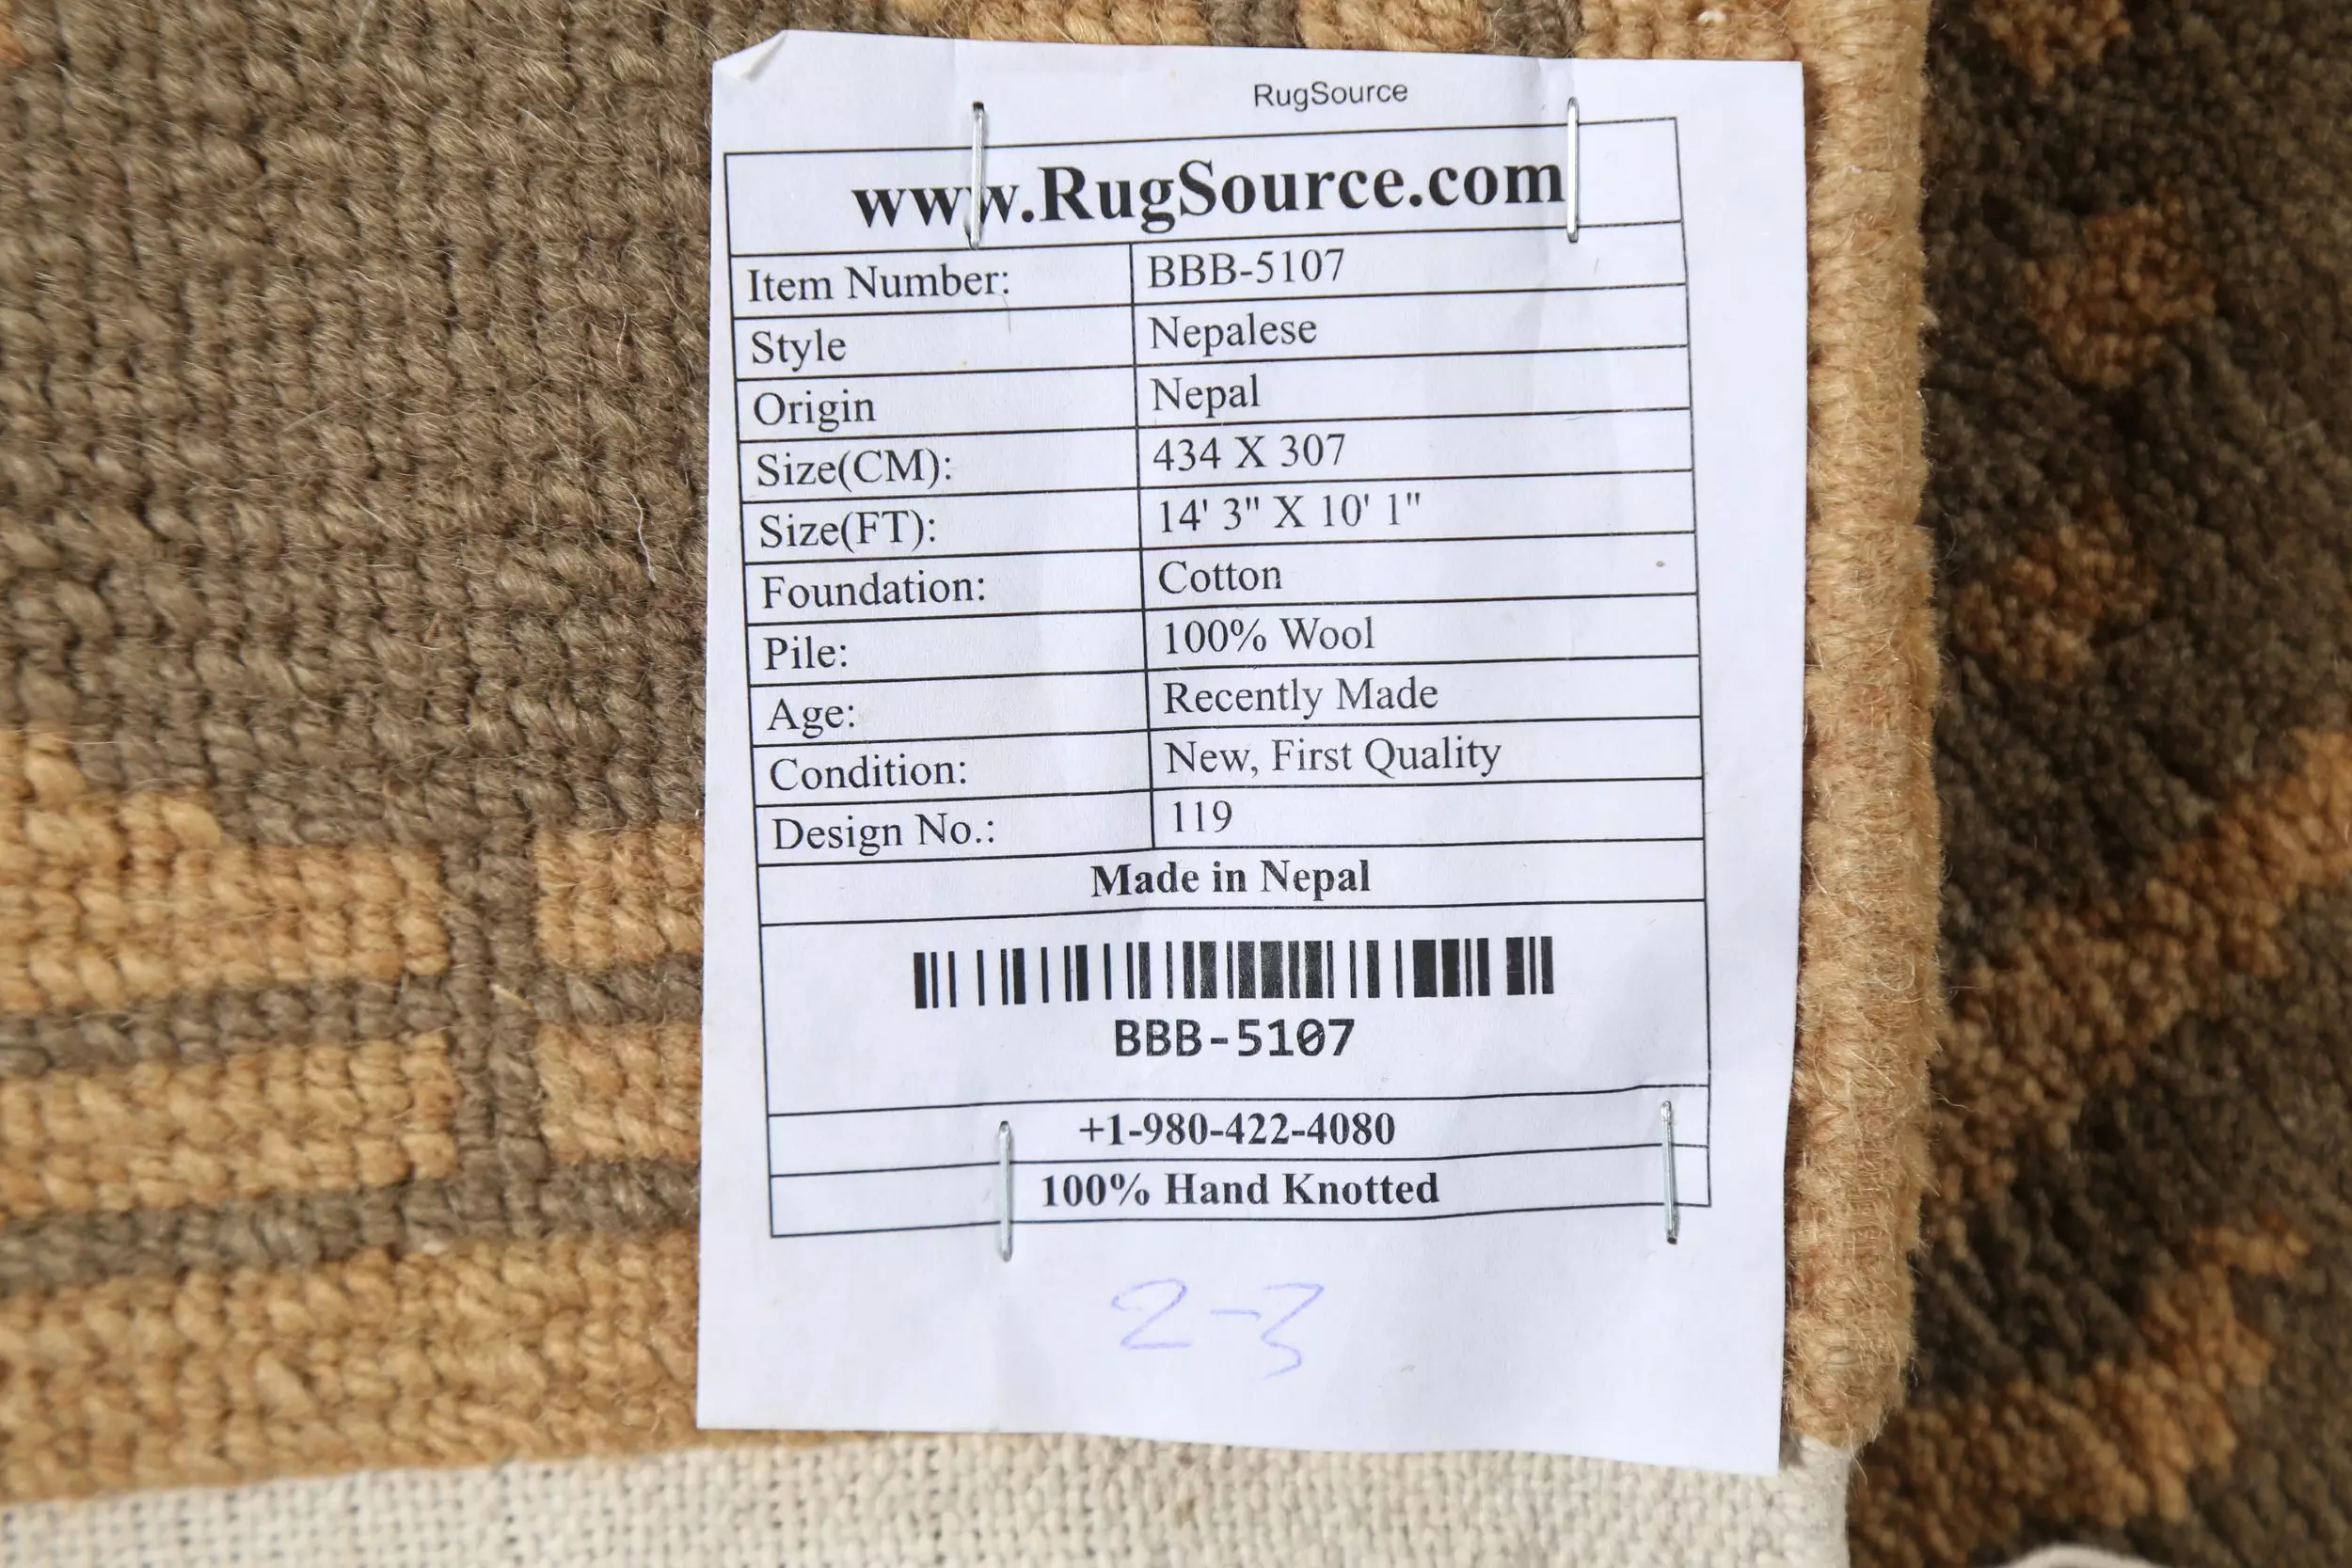 RugSource
www.RugSource.com
Item Number: BBB-5107
Style Nepalese
Origin Nepal
Size(CM): 434 X 307
Size(FT): 14' 3" X 10' 1"
Foundation: Cotton
Pile: 100% Wool
Age: Recently Made
Condition: New, First Quality
Design No.: 119
Made in Nepal
BBB-5107
+1-980-422-4080
100% Hand Knotted
2-3